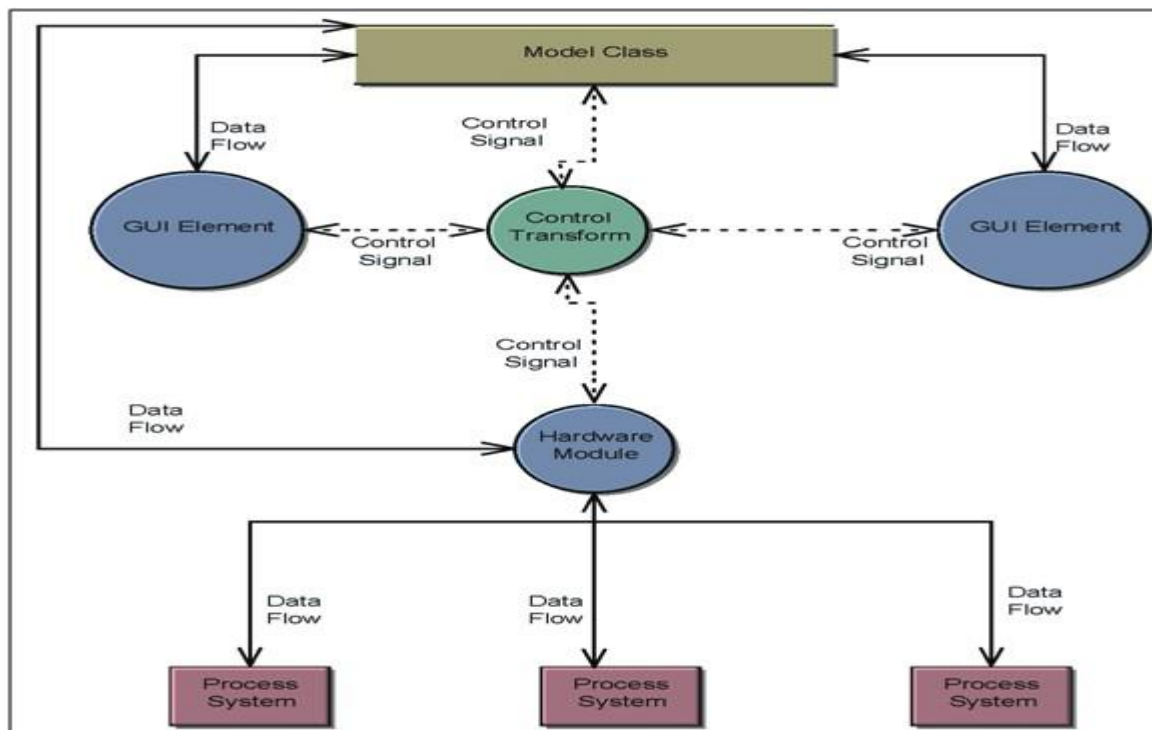 Model Class
Data
Flow
Control
Signal
Data
Flow
GUI Element
Control
Transform
GUI Element
Control
Signal
Control
Signal
Control
Signal
Data
Flow
Hardware
Module
Data
Flow
Data
Flow
Data
Flow
Process
System
Process
System
Process
System